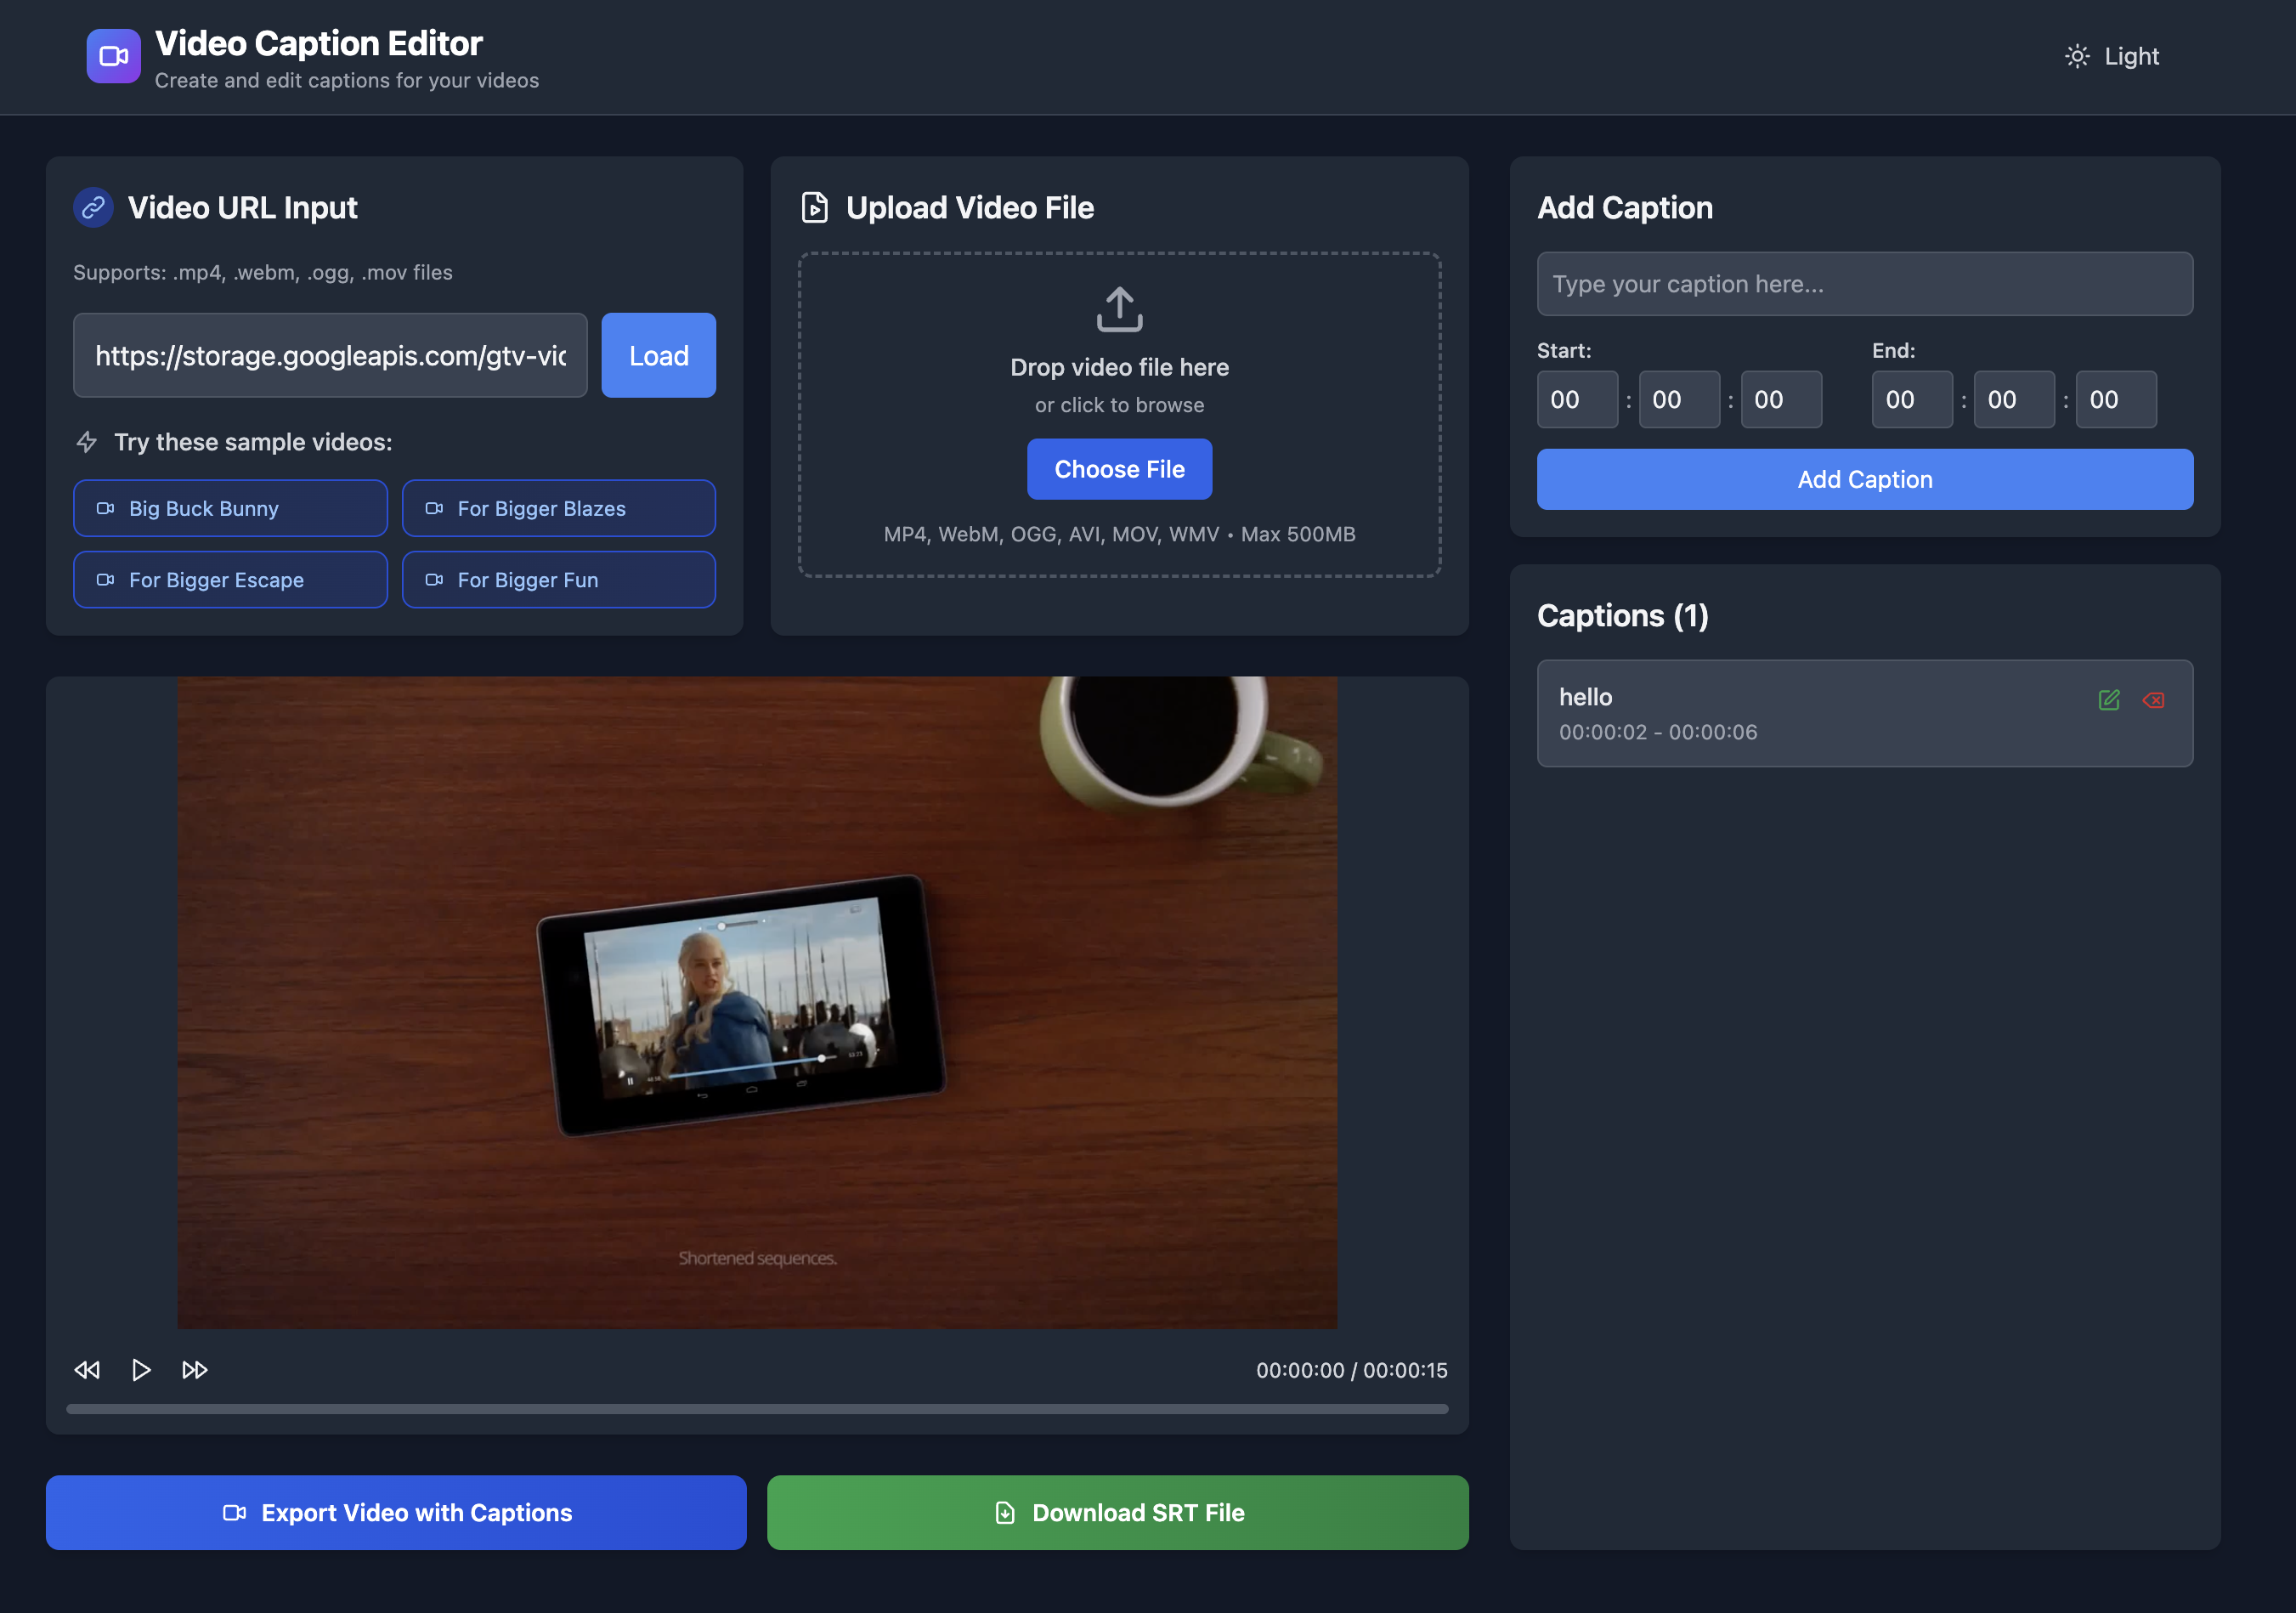 Video Caption Editor
Create and edit captions for your videos
Light
Video URL Input
Supports: .mp4, .webm, .ogg, .mov files
https://storage.googleapis.com/gtv-vid
Load
Try these sample videos:
Big Buck Bunny
For Bigger Blazes
For Bigger Escape
For Bigger Fun
Upload Video File
Drop video file here
or click to browse
Choose File
MP4, WebM, OGG, AVI, MOV, WMV • Max 500MB
Shortened sequences.
00:00:00 / 00:00:15
Export Video with Captions
Download SRT File
Add Caption
Type your caption here...
Start:
00 : 00 : 00
End:
00 : 00 : 00
Add Caption
Captions (1)
hello
00:00:02 - 00:00:06